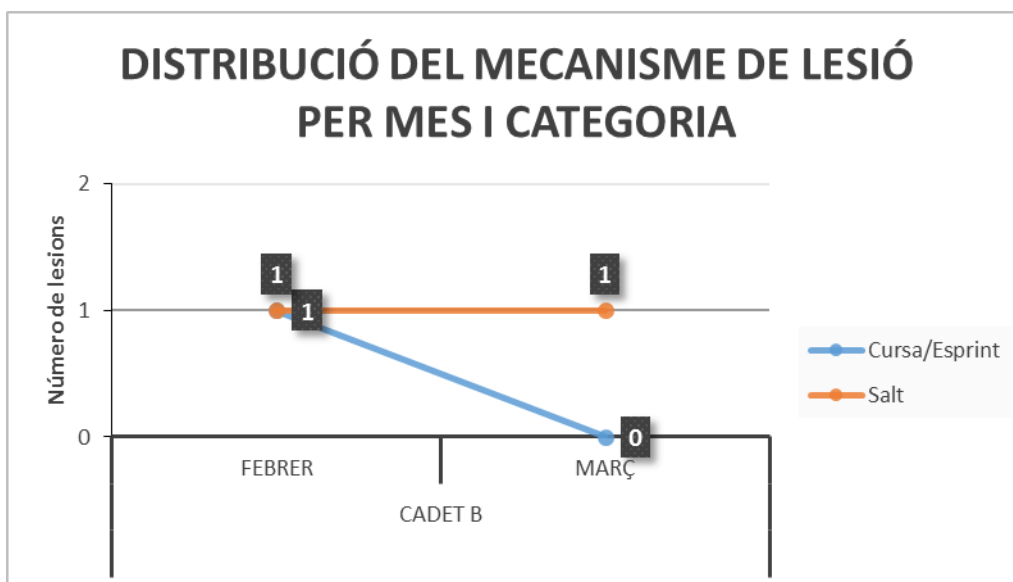 DISTRIBUCIÓ DEL MECANISME DE LESIÓ
PER MES I CATEGORIA
Número de lesions
2
1
0
1
1
1
0
FEBRER
MARÇ
CADET B
Cursa/Esprint
Salt